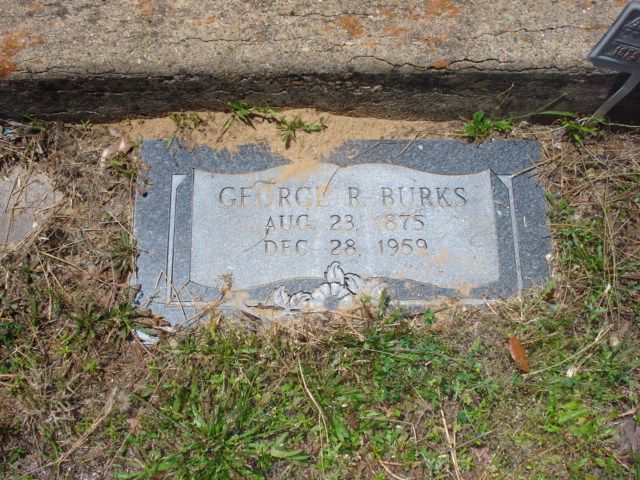 GEORGE R. BURKS
AUG. 23, 1875
DEC. 28, 1959